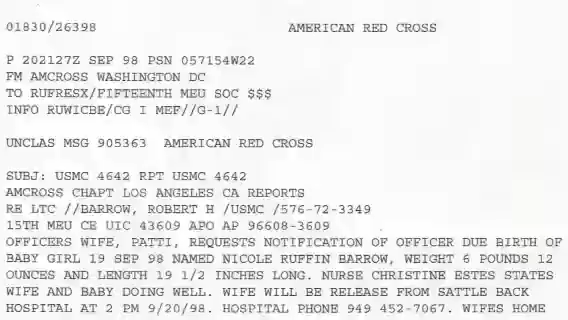 01830/26398 AMERICAN RED CROSS
P 202127Z SEP 98 PSN 057154W22
FM AMCROSS WASHINGTON DC
TO RUFRESX/FIFTEENTH MEU SOC $$$
INFO RUWICBE/CG I MEF//G-1//
UNCLAS MSG 905363 AMERICAN RED CROSS
SUBJ: USMC 4642 RPT USMC 4642
AMCROSS CHAPT LOS ANGELES CA REPORTS
RE LTC //BARROW, ROBERT H /USMC /576-72-3349
15TH MEU CE UIC 43609 APO AP 96608-3609
OFFICERS WIFE, PATTI, REQUESTS NOTIFICATION OF OFFICER DUE BIRTH OF
BABY GIRL 19 SEP 98 NAMED NICOLE RUFFIN BARROW, WEIGHT 6 POUNDS 12
OUNCES AND LENGTH 19 1/2 INCHES LONG. NURSE CHRISTINE ESTES STATES
WIFE AND BABY DOING WELL. WIFE WILL BE RELEASE FROM SATTLE BACK
HOSPITAL AT 2 PM 9/20/98. HOSPITAL PHONE 949 452-7067. WIFES HOME